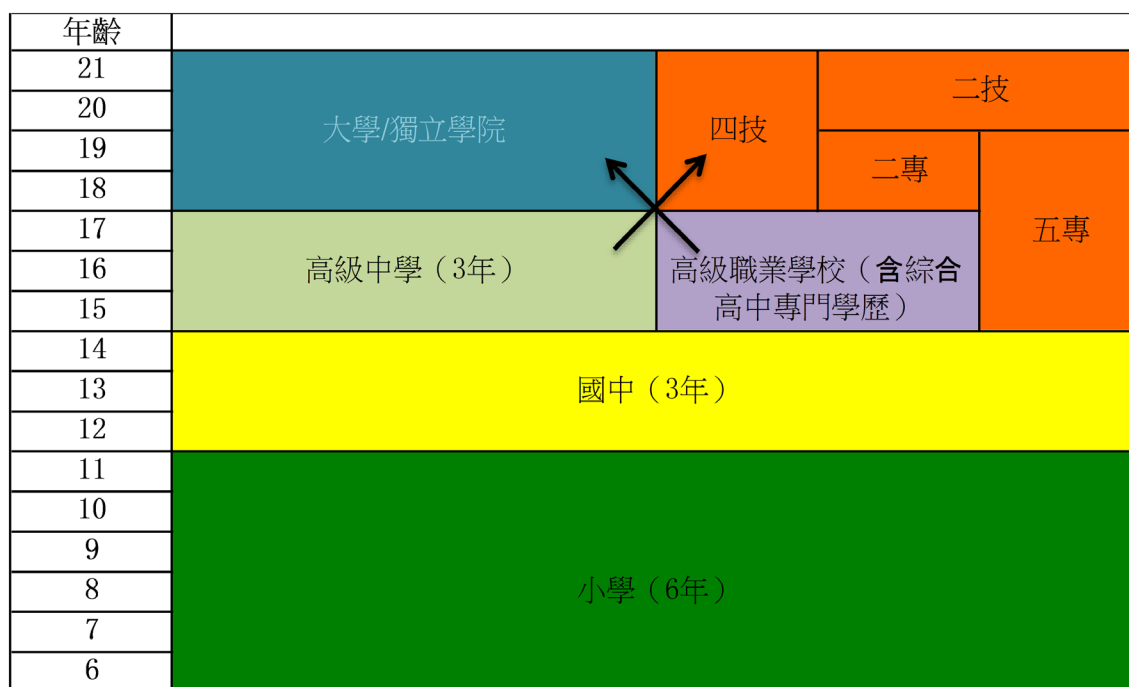 年齡
21
二技
20
大學/獨立學院
四技
19
二專
18
17
五專
16
高級中學（3年）
高級職業學校（含綜合
高中專門學歷）
15
14
13
國中（3年）
12
11
10
9
8
小學（6年）
7
6